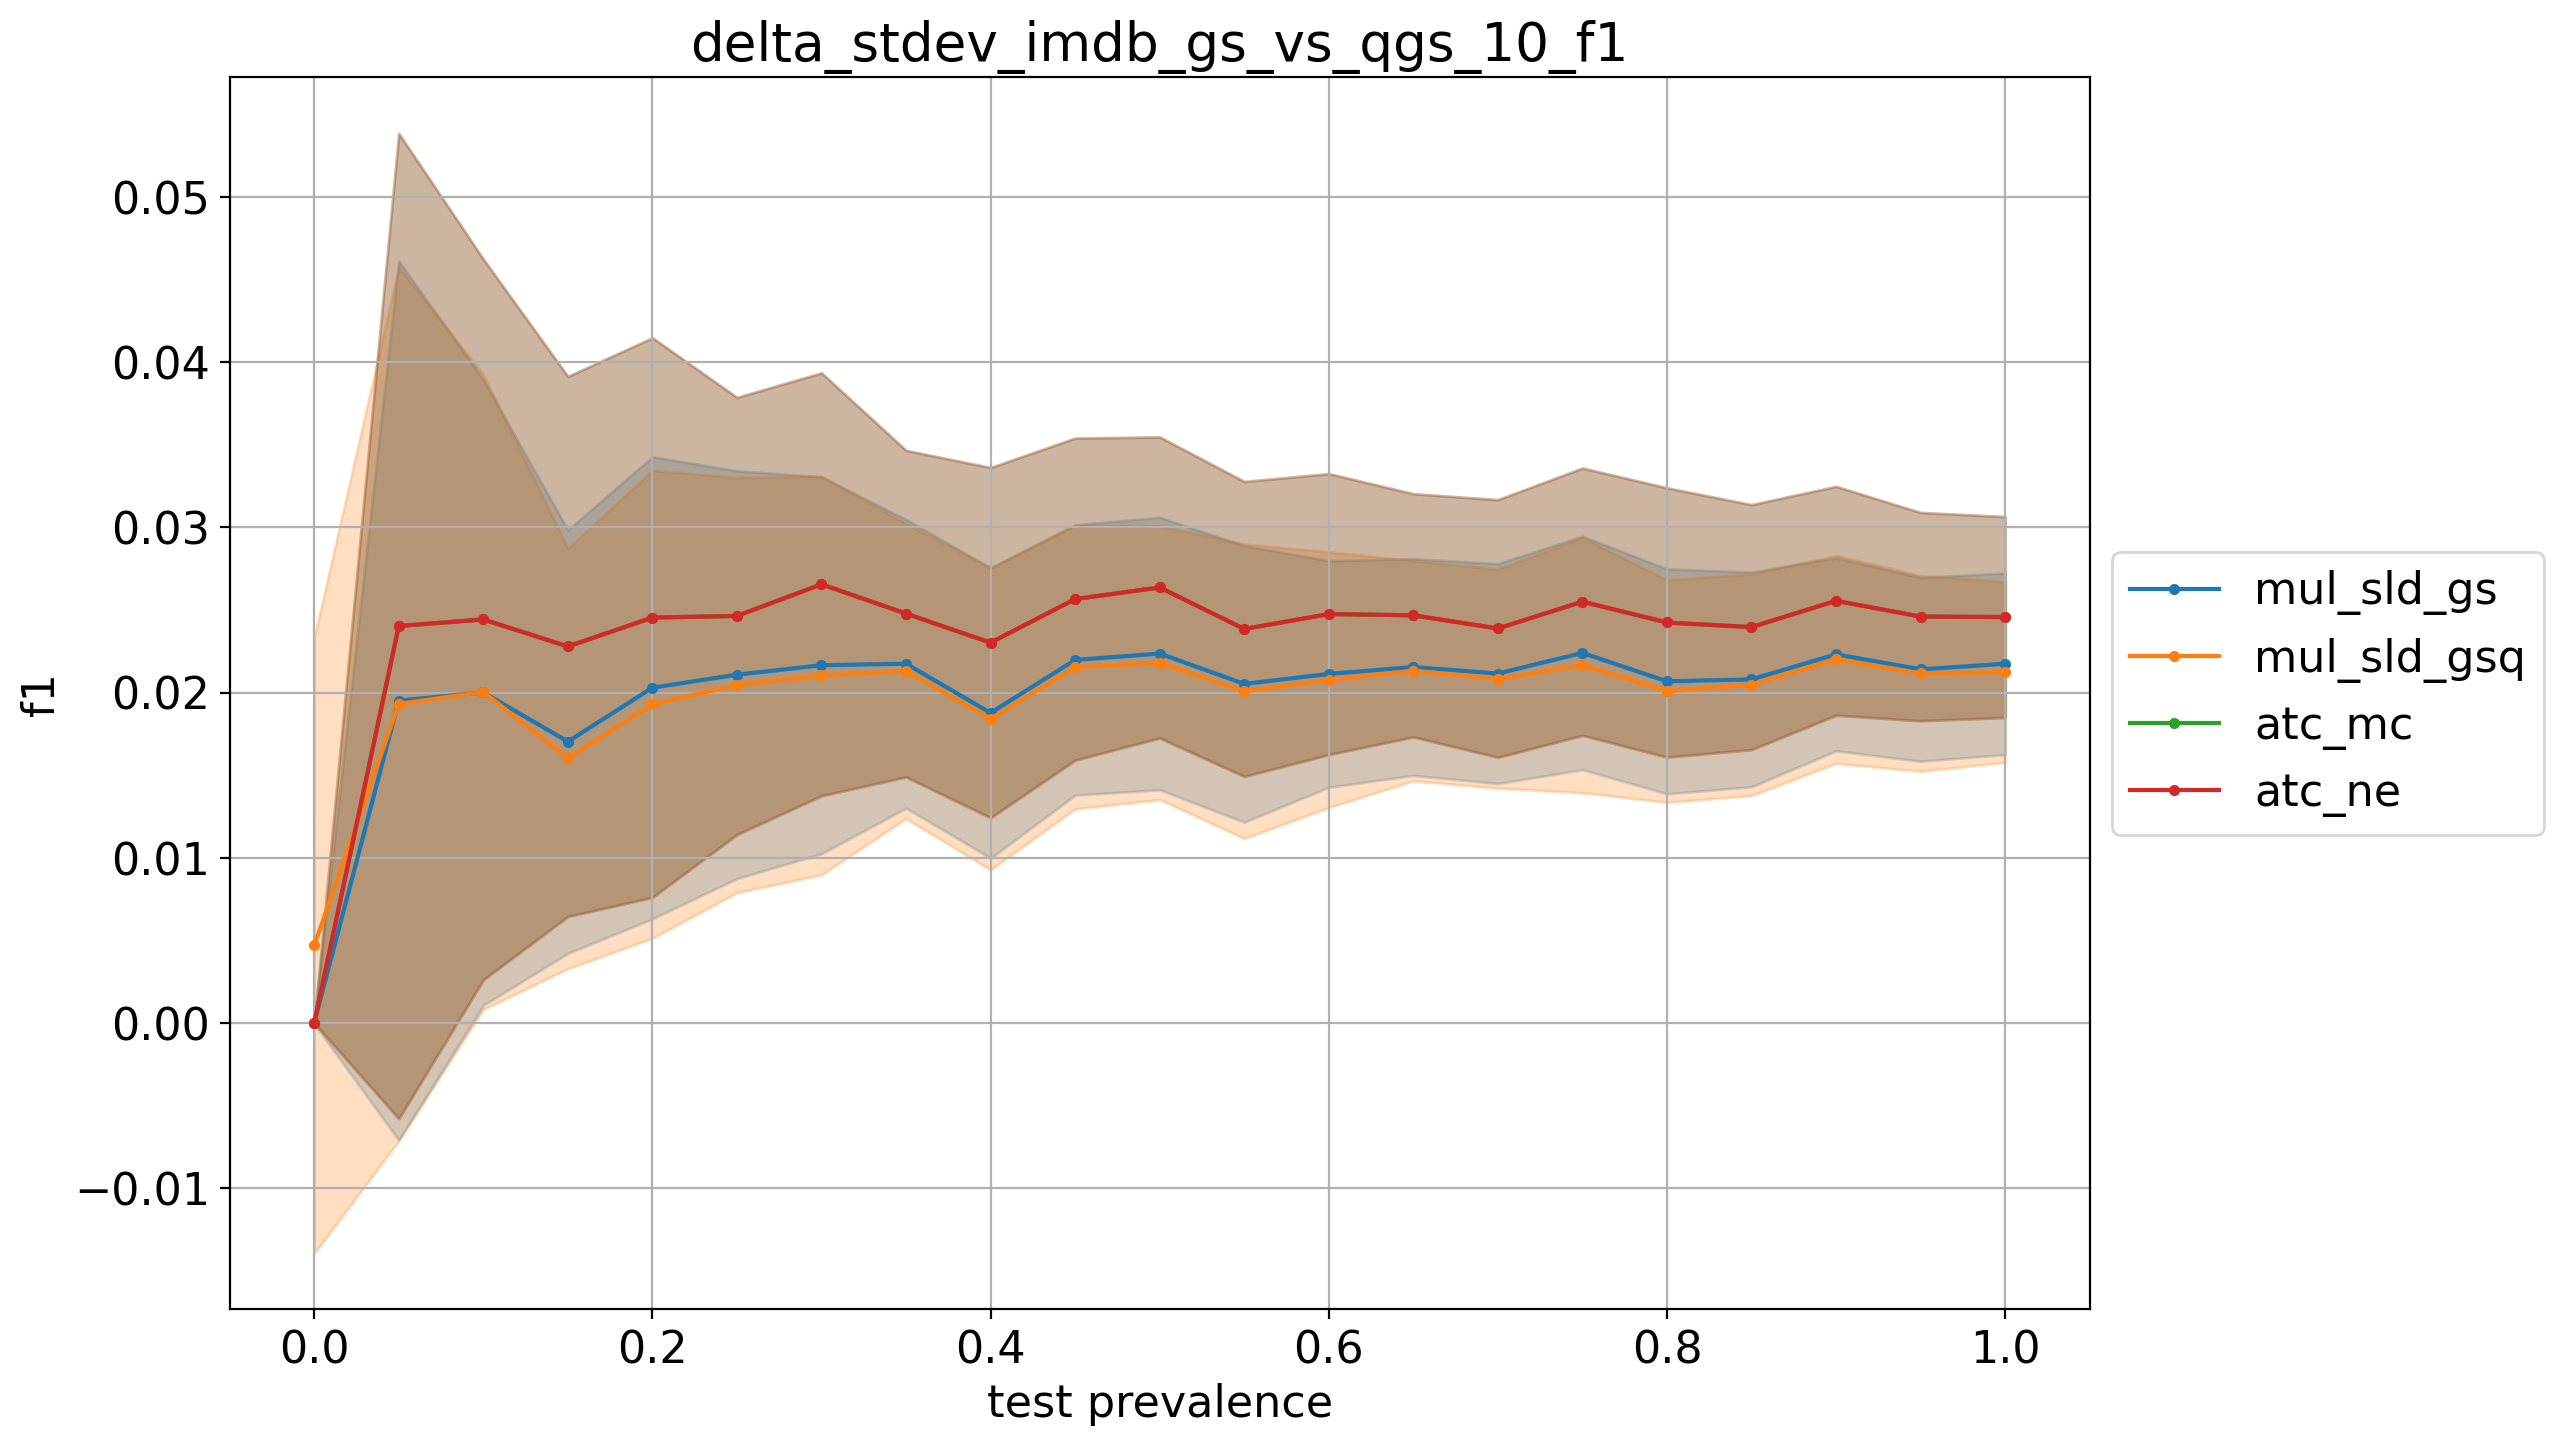 delta_stdev_imdb_gs_vs_qgs_10_f1
f1
0.05
0.04
0.03
0.02
0.01
0.00
−0.01
0.0 0.2 0.4 0.6 0.8 1.0
test prevalence
mul_sld_gs
mul_sld_gsq
atc_mc
atc_ne